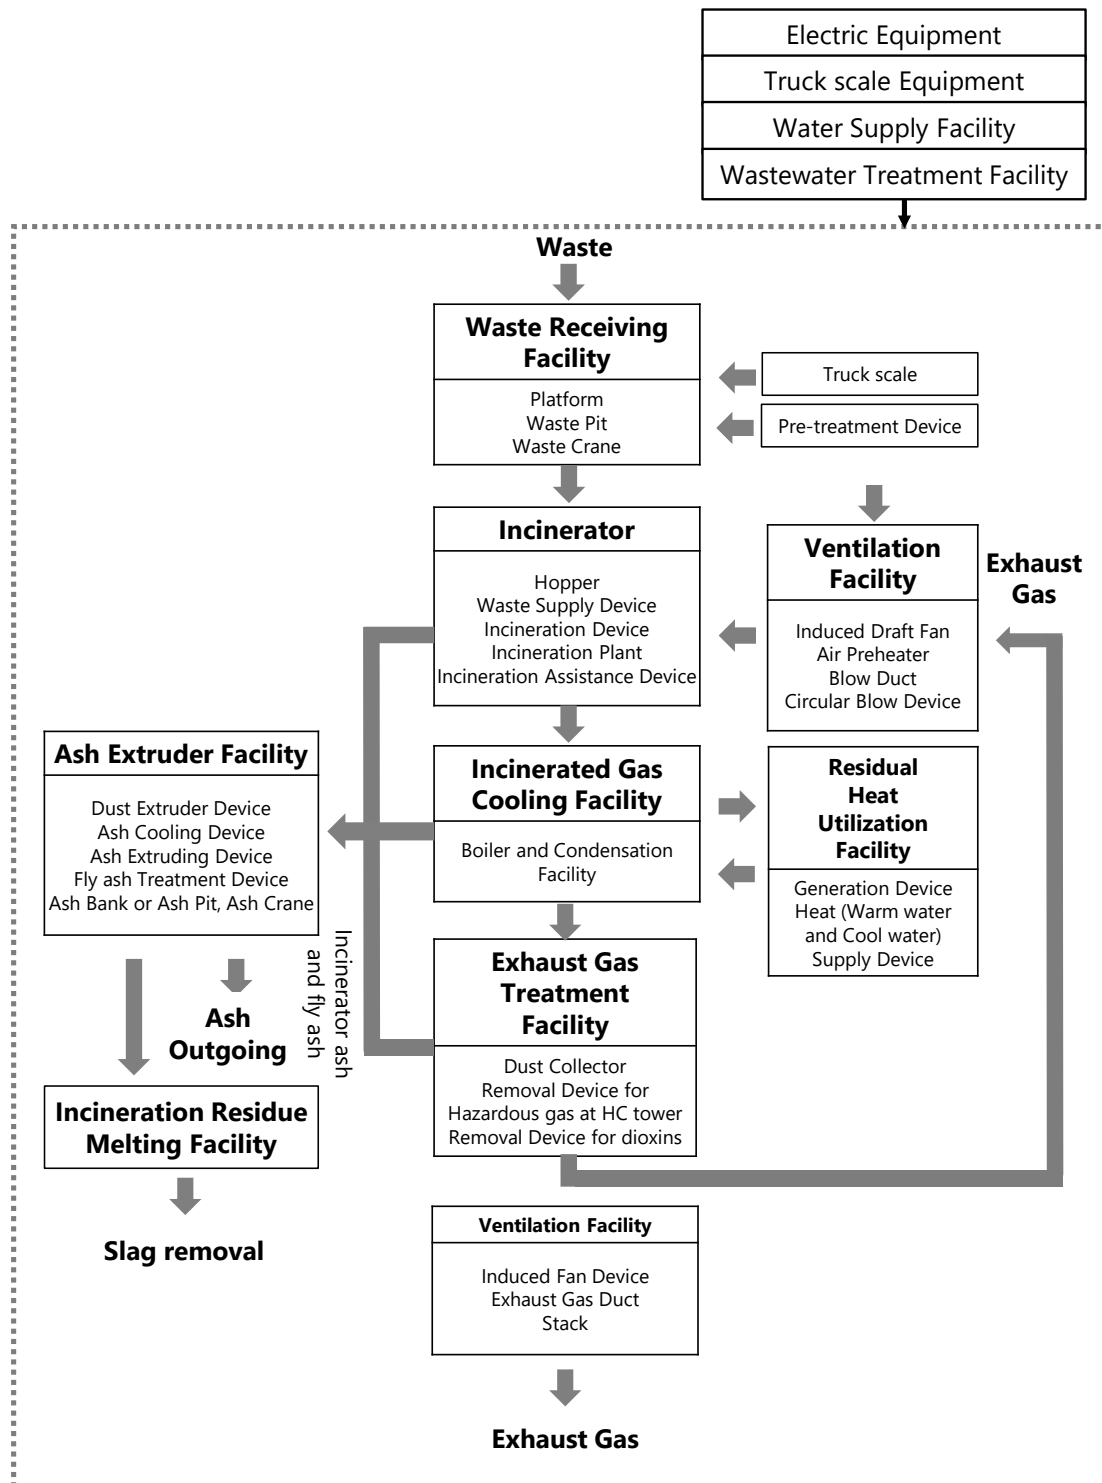 Electric Equipment
Truck scale Equipment
Water Supply Facility
Wastewater Treatment Facility
Waste
Waste Receiving
Facility
Platform
Waste Pit
Waste Crane
Truck scale
Pre-treatment Device
Incinerator
Hopper
Waste Supply Device
Incineration Device
Incineration Plant
Incineration Assistance Device
Ventilation
Facility
Induced Draft Fan
Air Preheater
Blow Duct
Circular Blow Device
Exhaust
Gas
Ash Extruder Facility
Dust Extruder Device
Ash Cooling Device
Ash Extruding Device
Fly ash Treatment Device
Ash Bank or Ash Pit, Ash Crane
Incinerated Gas
Cooling Facility
Boiler and Condensation
Facility
Residual
Heat
Utilization
Facility
Generation Device
Heat (Warm water
and Cool water)
Supply Device
Incinerator ash
and fly ash
Ash
Outgoing
Exhaust Gas
Treatment
Facility
Dust Collector
Removal Device for
Hazardous gas at HC tower
Removal Device for dioxins
Incineration Residue
Melting Facility
Slag removal
Ventilation Facility
Induced Fan Device
Exhaust Gas Duct
Stack
Exhaust Gas